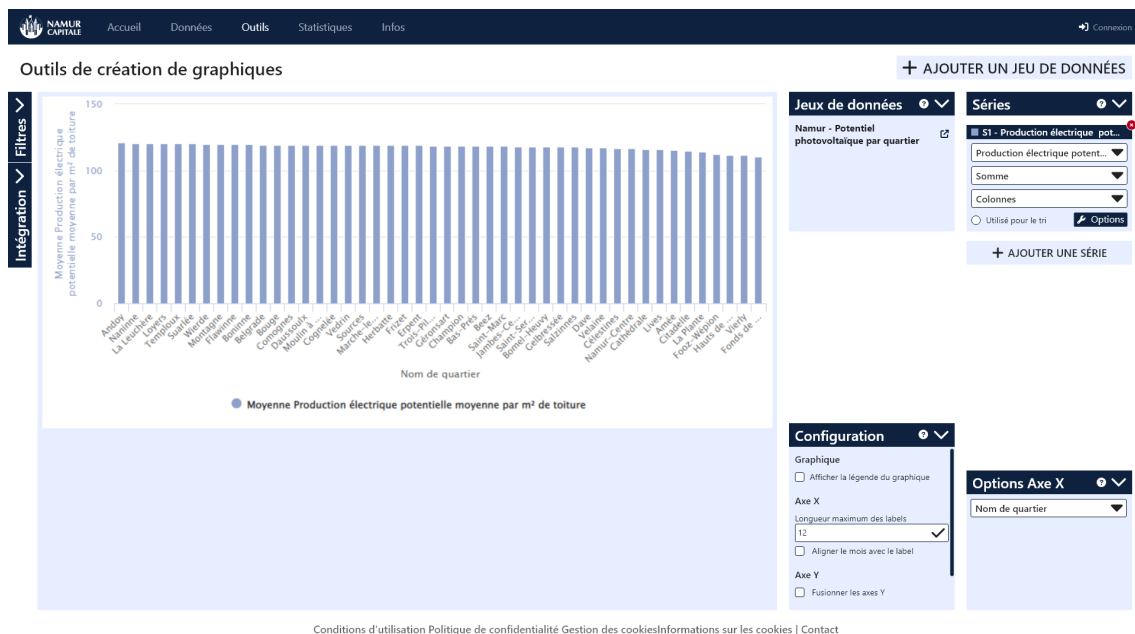 NAMUR
CAPITALE
Accueil
Données
Outils
Statistiques
Infos
Connexion
Outils de création de graphiques
AJOUTER UN JEU DE DONNÉES
Filtres
Intégration
Moyenne Production électrique
potentielle moyenne par m² de toiture
150
100
50
0
Andoy
Naninne
La Leuchère
Loyers
Temploux
Suarlée
Wierde
Montagne
Flawinne
Boninne
Belgrade
Bouge
Comognes
Daussoulx
Moulin à ...
Cognelée
Vedrin
Sources
Marche-le...
Herbatte
Frizet
Erpent
Trois-Pil...
Géronsart
Champion
Bas-Prés
Beez
Saint-Marc
Jambes-Ce...
Saint-Ser...
Bomel-Heuvy
Gelbressée
Salzinnes
Dave
Velaine
Célestines
Namur-Centre
Cathédrale
Lives
Amée
Citadelle
La Plante
Fooz-Wépion
Hauts de ...
Vierly
Fonds de ...
Nom de quartier
Moyenne Production électrique potentielle moyenne par m² de toiture
Jeux de données
Namur - Potentiel
photovoltaïque par quartier
Séries
S1 - Production électrique pot...
Production électrique potent...
Somme
Colonnes
Utilisé pour le tri
Options
AJOUTER UNE SÉRIE
Configuration
Graphique
Afficher la légende du graphique
Axe X
Longueur maximum des labels
12
Aligner le mois avec le label
Axe Y
Fusionner les axes Y
Options Axe X
Nom de quartier
Conditions d'utilisation Politique de confidentialité Gestion des cookiesInformations sur les cookies | Contact